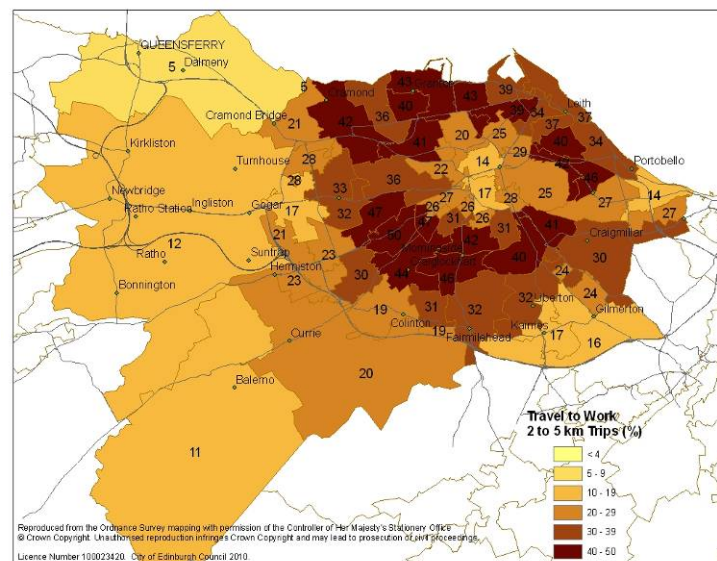 QUEENSFERRY
5
Dalmeny
5
Cramond
43
40
43
39
Cramond Bridge
21
42
36
39
34
Leith
37
37
41
20
25
40
34
Kirkliston
28
22
14
29
Turnhouse
36
Portobello
Newbridge
33
27
17
25
27
14
Ratho Station
Ingliston
Gogar
17
32
47
26
26
28
27
31
26
31
41
12
21
50
42
Craigmillar
Ratho
Suntrap
23
30
44
46
40
30
Hermiston
23
24
24
Bonnington
19
31
32
32
Gilmerton
Colinton
19
Fairmilehead
Kaimes
17
16
Currie
20
Balerno
11
Travel to Work
2 to 5 km Trips (%)
< 4
5 - 9
10 - 19
20 - 29
30 - 39
40 - 50
Reproduced from the Ordnance Survey mapping with permission of the Controller of Her Majesty's Stationery Office
© Crown Copyright. Unauthorised reproduction infringes Crown Copyright and may lead to prosecution or civil proceedings.
Licence Number 100023420. City of Edinburgh Council 2010.